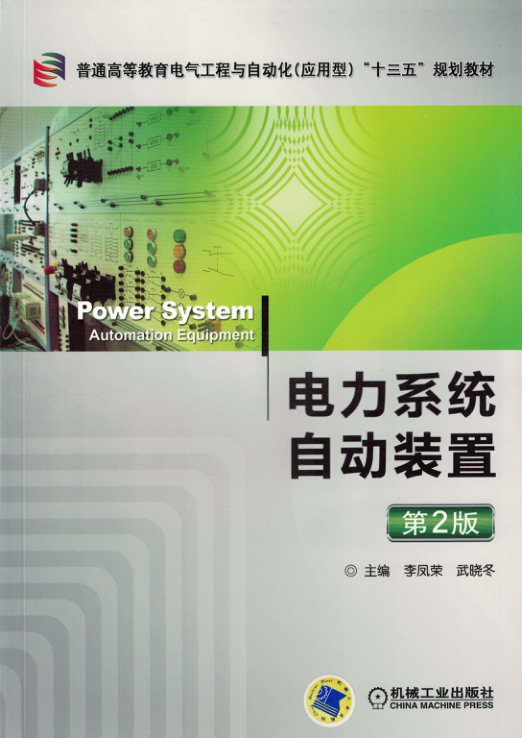 普通高等教育电气工程与自动化(应用型)“十三五”规划教材
Power System
Automation Equipment
电力系统
自动装置
第2版
◎ 主编 李凤荣 武晓冬
机械工业出版社
CHINA MACHINE PRESS